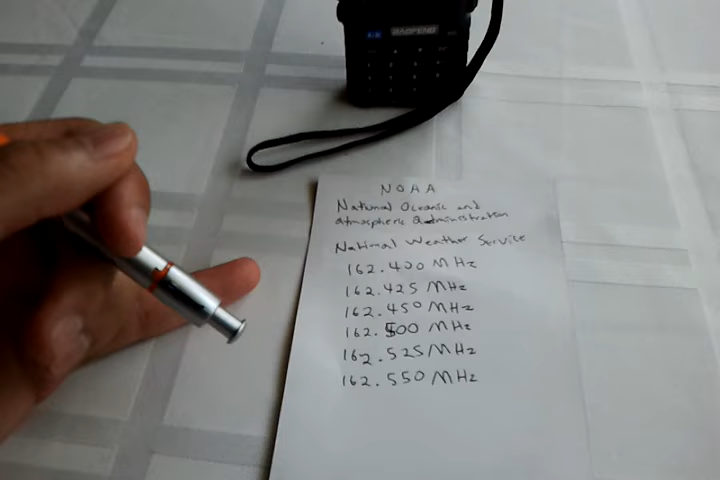 BAOFENG
NOAA
National Oceanic and
atmospheric administration
National Weather Service
162.400 MHz
162.425 MHz
162.450 MHz
162.500 MHz
162.525 MHz
162.550 MHz